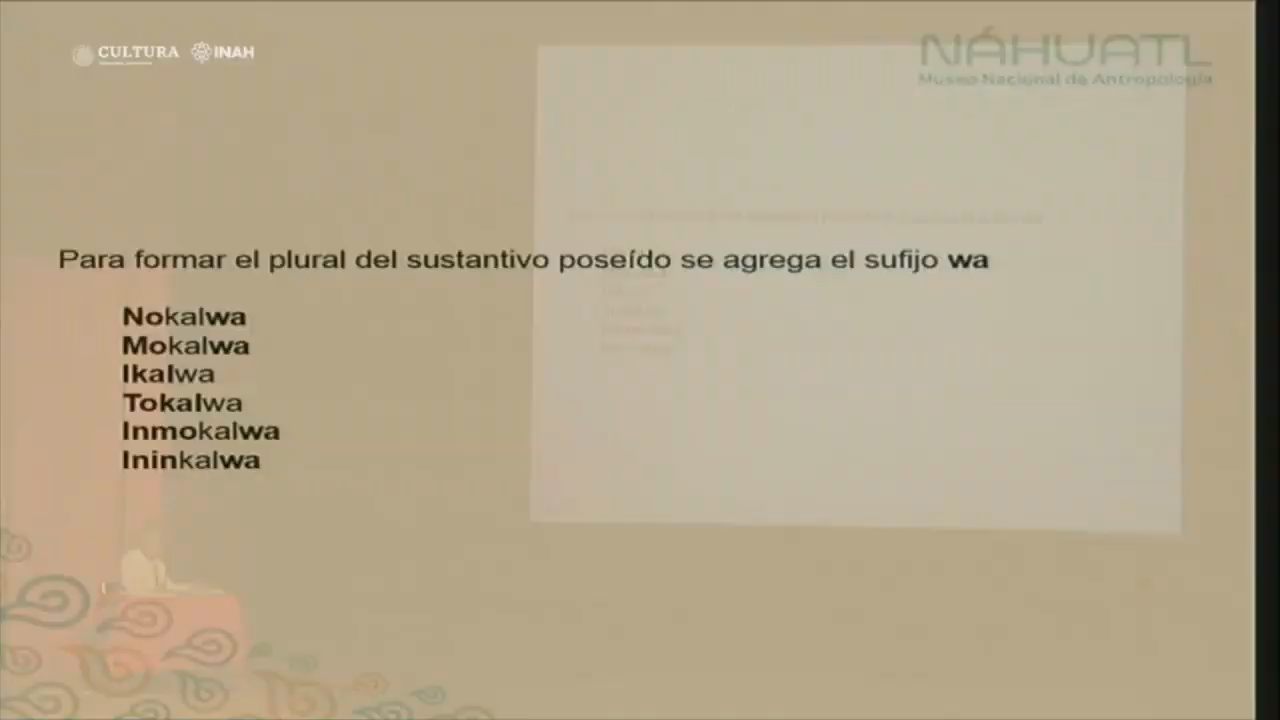 CULTURA INAH
NÁHUATL
Museo Nacional de Antropología
Para formar el plural del sustantivo poseído se agrega el sufijo wa
Nokalwa
Mokalwa
Ikalwa
Tokalwa
Inmokalwa
Ininkalwa